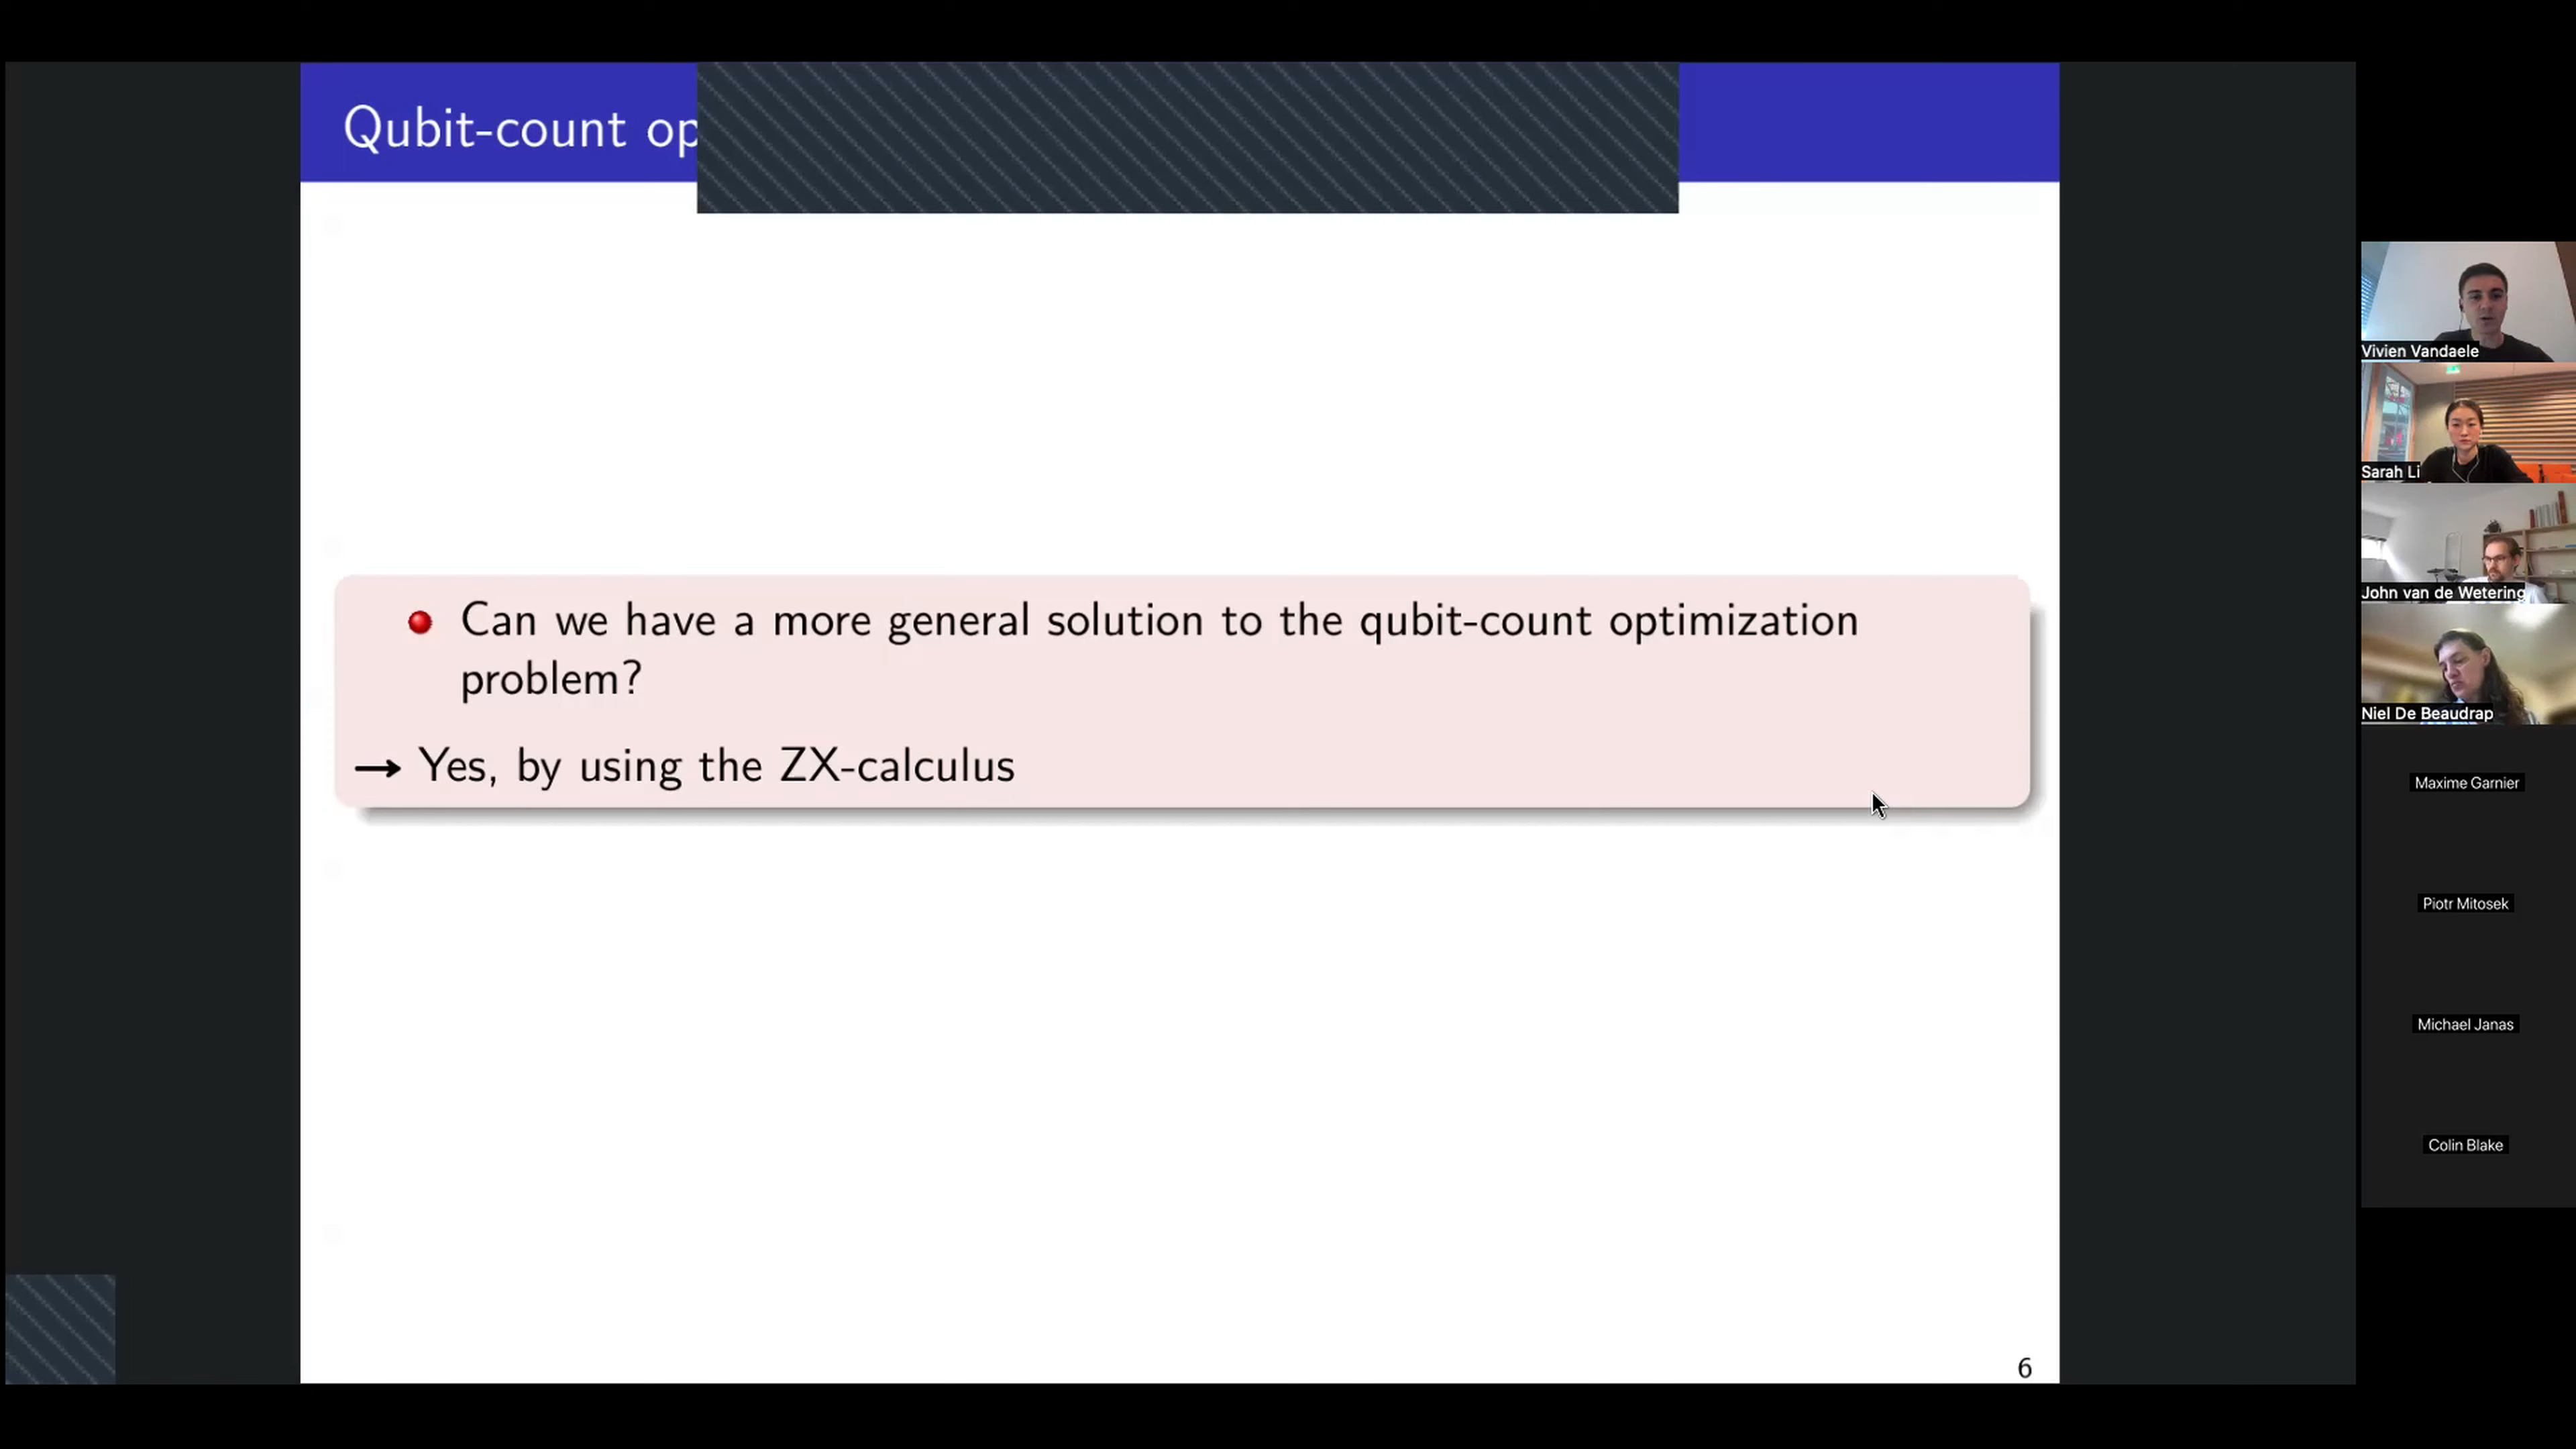 Qubit-count op
Can we have a more general solution to the qubit-count optimization
problem?
→ Yes, by using the ZX-calculus
6
Vivien Vandaele
Sarah Li
John van de Wetering
Niel De Beaudrap
Maxime Garnier
Piotr Mitosek
Michael Janas
Colin Blake